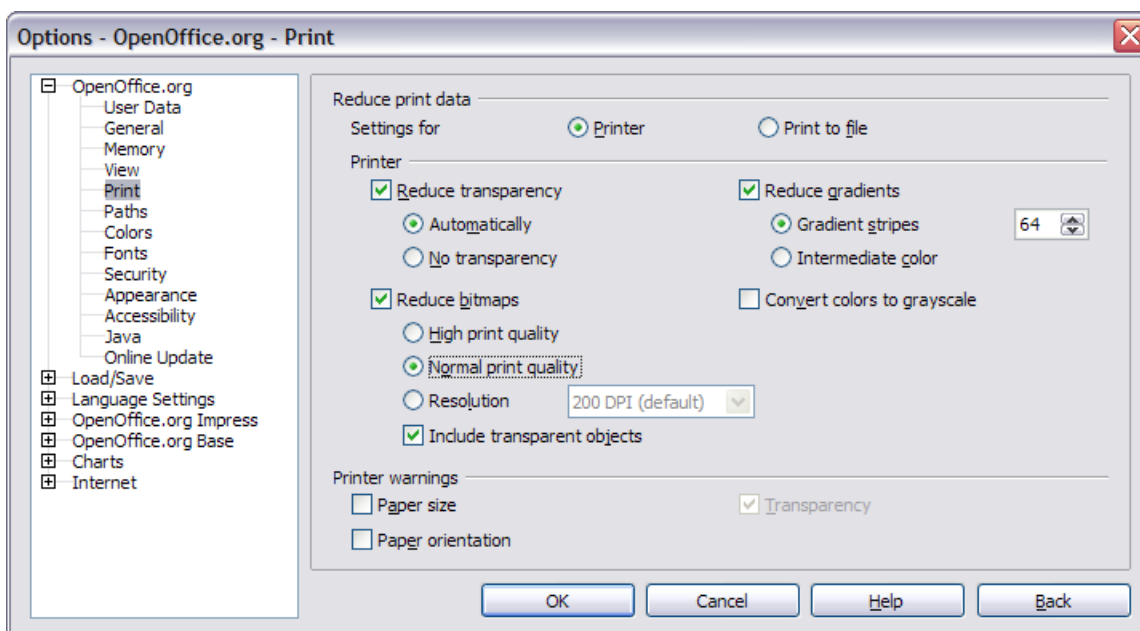 Options - OpenOffice.org - Print
OpenOffice.org
User Data
General
Memory
View
Print
Paths
Colors
Fonts
Security
Appearance
Accessibility
Java
Online Update
Load/Save
Language Settings
OpenOffice.org Impress
OpenOffice.org Base
Charts
Internet
Reduce print data
Settings for Printer Print to file
Printer
Reduce transparency Reduce gradients
Automatically Gradient stripes 64
No transparency Intermediate color
Reduce bitmaps Convert colors to grayscale
High print quality
Normal print quality
Resolution 200 DPI (default)
Include transparent objects
Printer warnings
Paper size Transparency
Paper orientation
OK Cancel Help Back